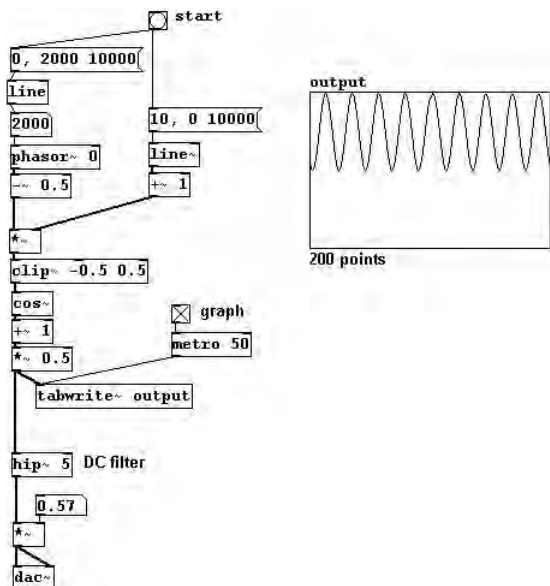 start
0, 2000 10000
line
2000
10, 0 10000
phasor~ 0
line~
-~ 0.5
+~ 1
*~
clip~ -0.5 0.5
cos~
graph
+~ 1
metro 50
*~ 0.5
tabwrite~ output
hip~ 5 DC filter
0.57
*~
dac~
output
200 points